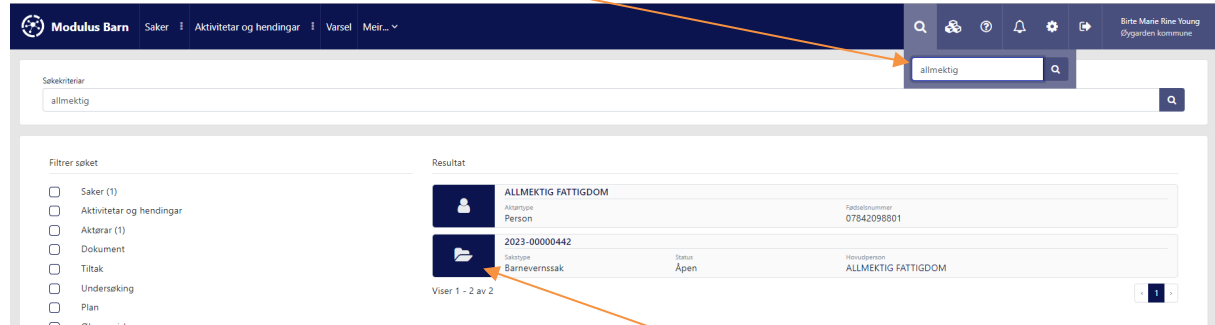 Modulus Barn Saker Aktivitetar og hendingar Varsel Meir...
Birte Marie Rine Young
Øygarden kommune
allmektig
Søkekriteriar
allmektig
Filtrer søket
Saker (1)
Aktivitetar og hendingar
Aktørar (1)
Dokument
Tiltak
Undersøking
Plan
Resultat
ALLMEKTIG FATTIGDOM
Aktørtype Fødselsnummer
Person 07842098801
2023-00000442
Sakstype Status Hovudperson
Barnevernssak Åpen ALLMEKTIG FATTIGDOM
Viser 1 - 2 av 2
1